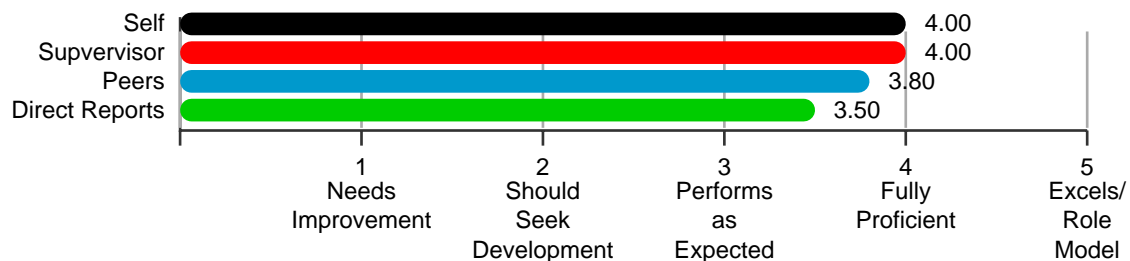 Self 4.00
Supvervisor 4.00
Peers 3.80
Direct Reports 3.50
1 2 3 4 5
Needs Should Performs Fully Excels/
Improvement Seek as Proficient Role
Development Expected Model